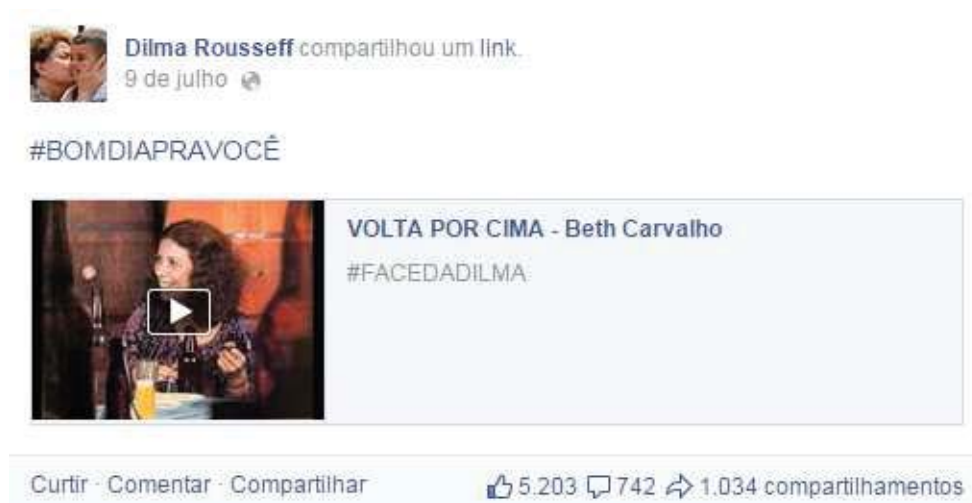 Dilma Rousseff compartilhou um link.
9 de julho
#BOMDIAPRAVOCÊ
VOLTA POR CIMA - Beth Carvalho
#FACEDADILMA
Curtir · Comentar · Compartilhar 5.203 742 1.034 compartilhamentos